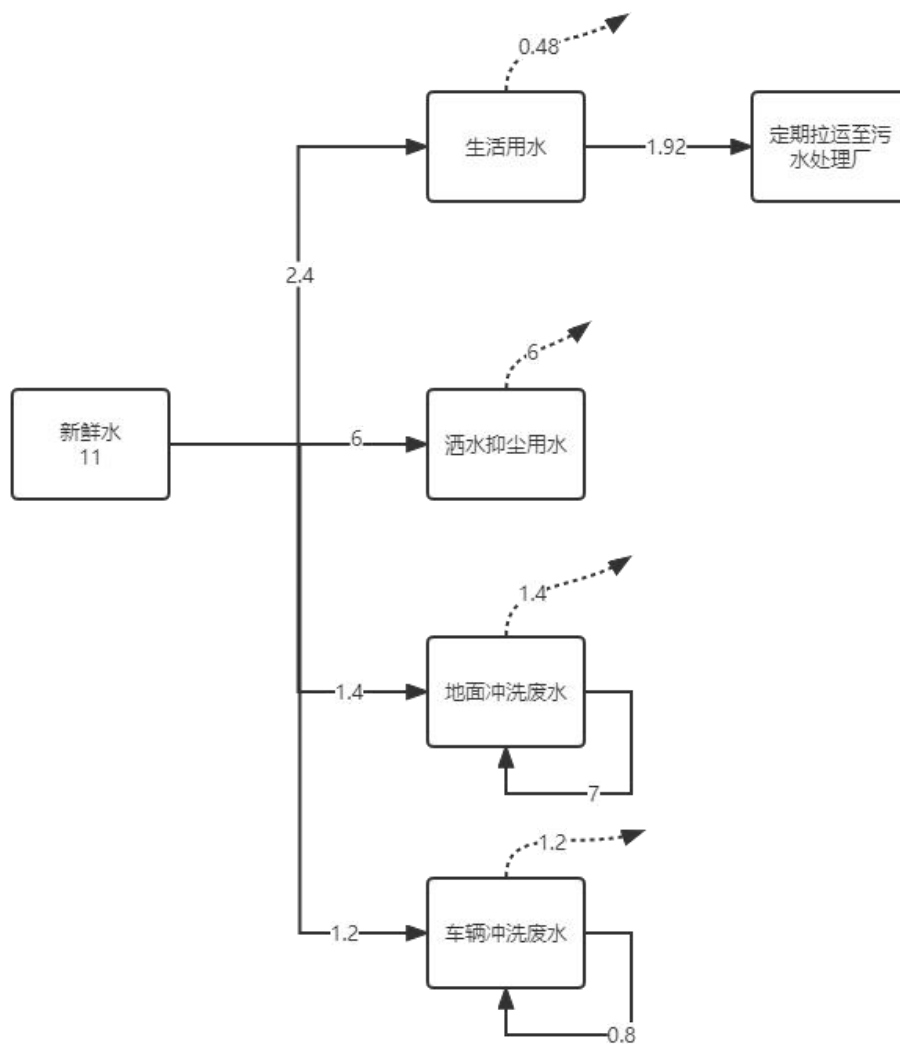 0.48
生活用水
1.92
定期拉运至污
水处理厂
2.4
6
新鲜水
11
6
洒水抑尘用水
1.4
1.4
地面冲洗废水
7
1.2
1.2
车辆冲洗废水
0.8